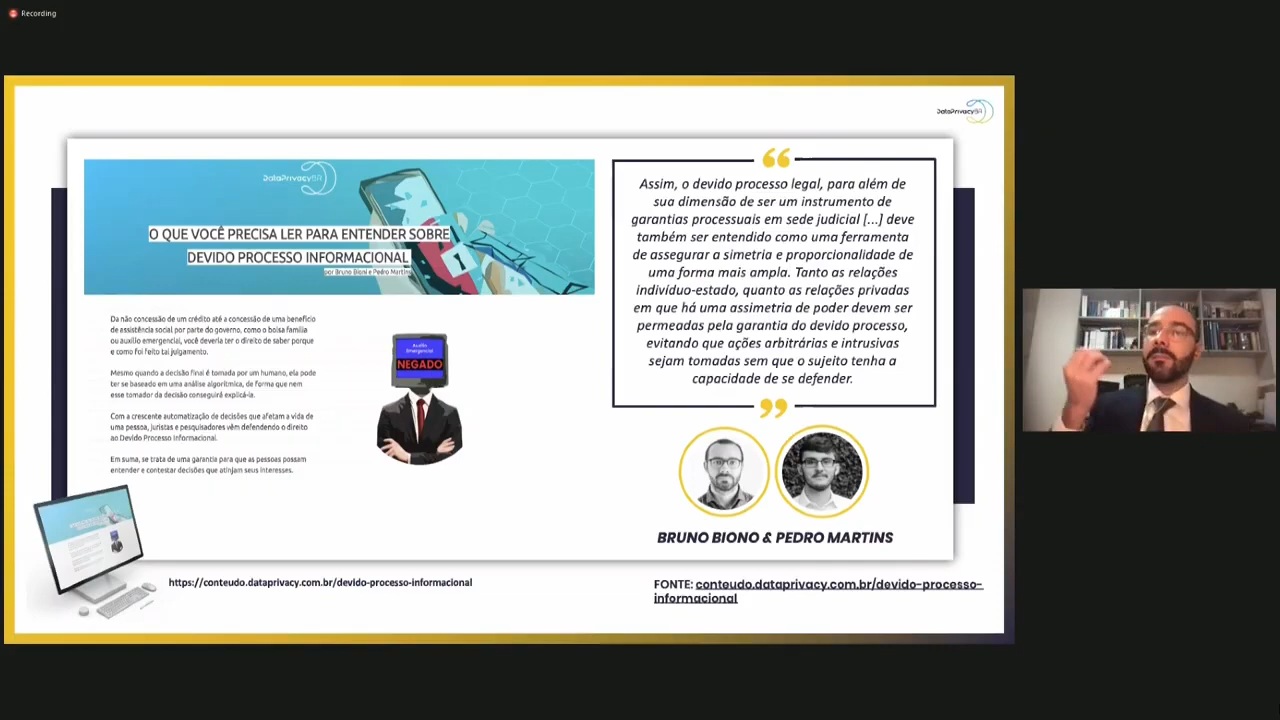 Recording
DataPrivacyBR
DataPrivacyBR
O QUE VOCÊ PRECISA LER PARA ENTENDER SOBRE
DEVIDO PROCESSO INFORMACIONAL
por Bruno Bioni e Pedro Martins
Da não concessão de um crédito até a concessão de uma benefício
de assistência social por parte do governo, como o bolsa família
ou auxílio emergencial, você deveria ter o direito de saber porque
e como foi feito tal julgamento.
Mesmo quando a decisão final é tomada por um humano, ela pode
ter se baseado em uma análise algorítmica, de forma que nem
esse tomador da decisão conseguirá explicá-la.
Com a crescente automatização de decisões que afetam a vida de
uma pessoa, juristas e pesquisadores vêm defendendo o direito
ao Devido Processo Informacional.
Em suma, se trata de uma garantia para que as pessoas possam
entender e contestar decisões que atinjam seus interesses.
Auxílio
Emergencial
NEGADO
“
Assim, o devido processo legal, para além de
sua dimensão de ser um instrumento de
garantias processuais em sede judicial [...] deve
também ser entendido como uma ferramenta
de assegurar a simetria e proporcionalidade de
uma forma mais ampla. Tanto as relações
indivíduo-estado, quanto as relações privadas
em que há uma assimetria de poder devem ser
permeadas pela garantia do devido processo,
evitando que ações arbitrárias e intrusivas
sejam tomadas sem que o sujeito tenha a
capacidade de se defender.
”
BRUNO BIONO & PEDRO MARTINS
https://conteudo.dataprivacy.com.br/devido-processo-informacional
FONTE: conteudo.dataprivacy.com.br/devido-processo-
informacional